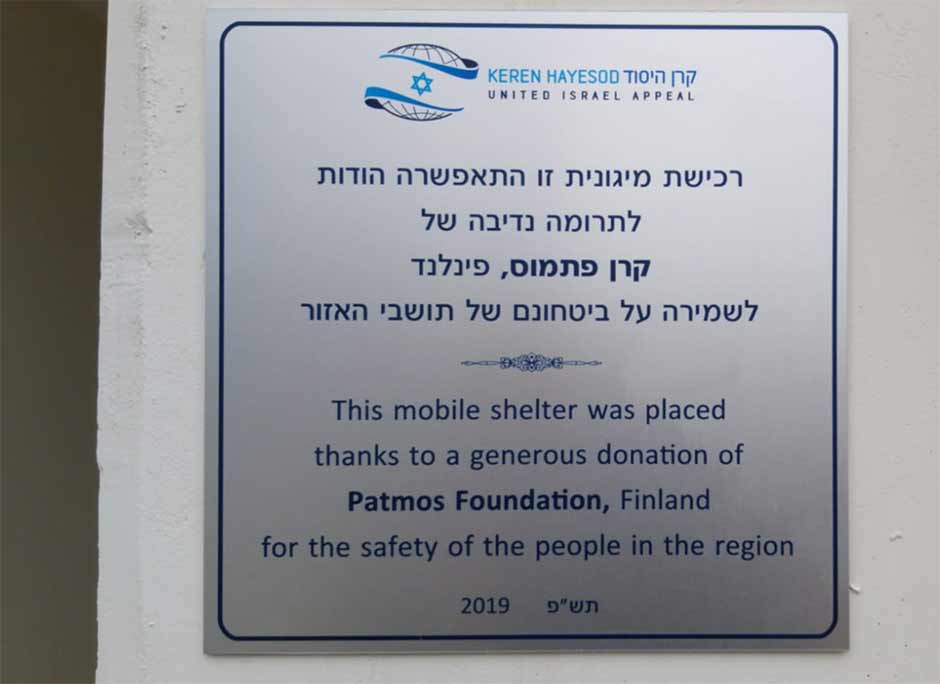 KEREN HAYESOD קרן היסוד
UNITED ISRAEL APPEAL
רכישת מיגונית זו התאפשרה הודות
לתרומה נדיבה של
קרן פתמוס, פינלנד
לשמירה על ביטחונם של תושבי האזור
This mobile shelter was placed
thanks to a generous donation of
Patmos Foundation, Finland
for the safety of the people in the region
2019 תש"פ